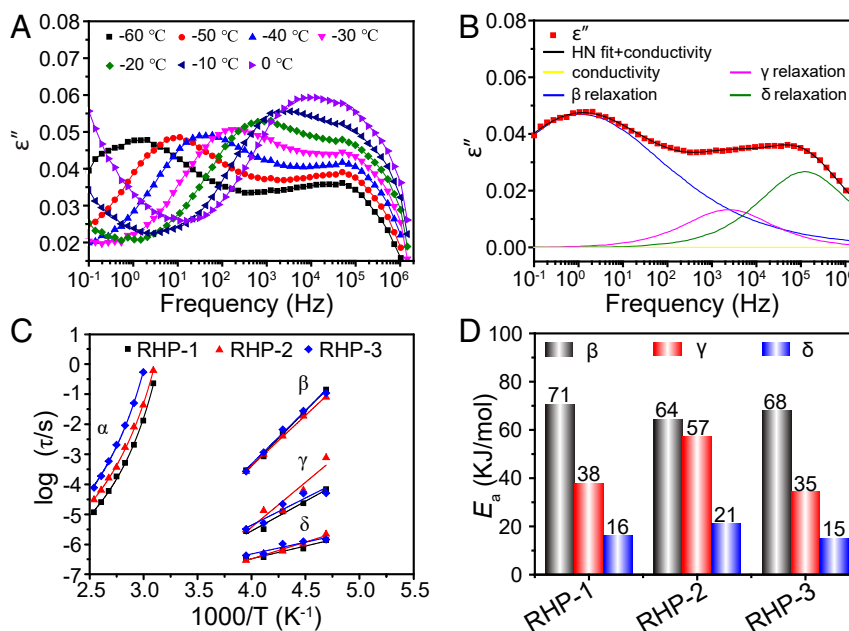 A
-60 ℃ -50 ℃ -40 ℃ -30 ℃
-20 ℃ -10 ℃ 0 ℃
0.08
0.07
0.06
0.05
0.04
0.03
0.02
ε″
10⁻¹ 10⁰ 10¹ 10² 10³ 10⁴ 10⁵ 10⁶
Frequency (Hz)
B
ε″
HN fit+conductivity
conductivity γ relaxation
β relaxation δ relaxation
0.08
0.06
0.04
0.02
0.00
ε″
10⁻¹ 10⁰ 10¹ 10² 10³ 10⁴ 10⁵ 10⁶
Frequency (Hz)
C
RHP-1 RHP-2 RHP-3
1
0
-1
-2
-3
-4
-5
-6
-7
log (τ/s)
α
β
γ
δ
2.5 3.0 3.5 4.0 4.5 5.0 5.5
1000/T (K⁻¹)
D
β γ δ
100
80
60
40
20
0
Eₐ (KJ/mol)
71 38 16
64 57 21
68 35 15
RHP-1 RHP-2 RHP-3